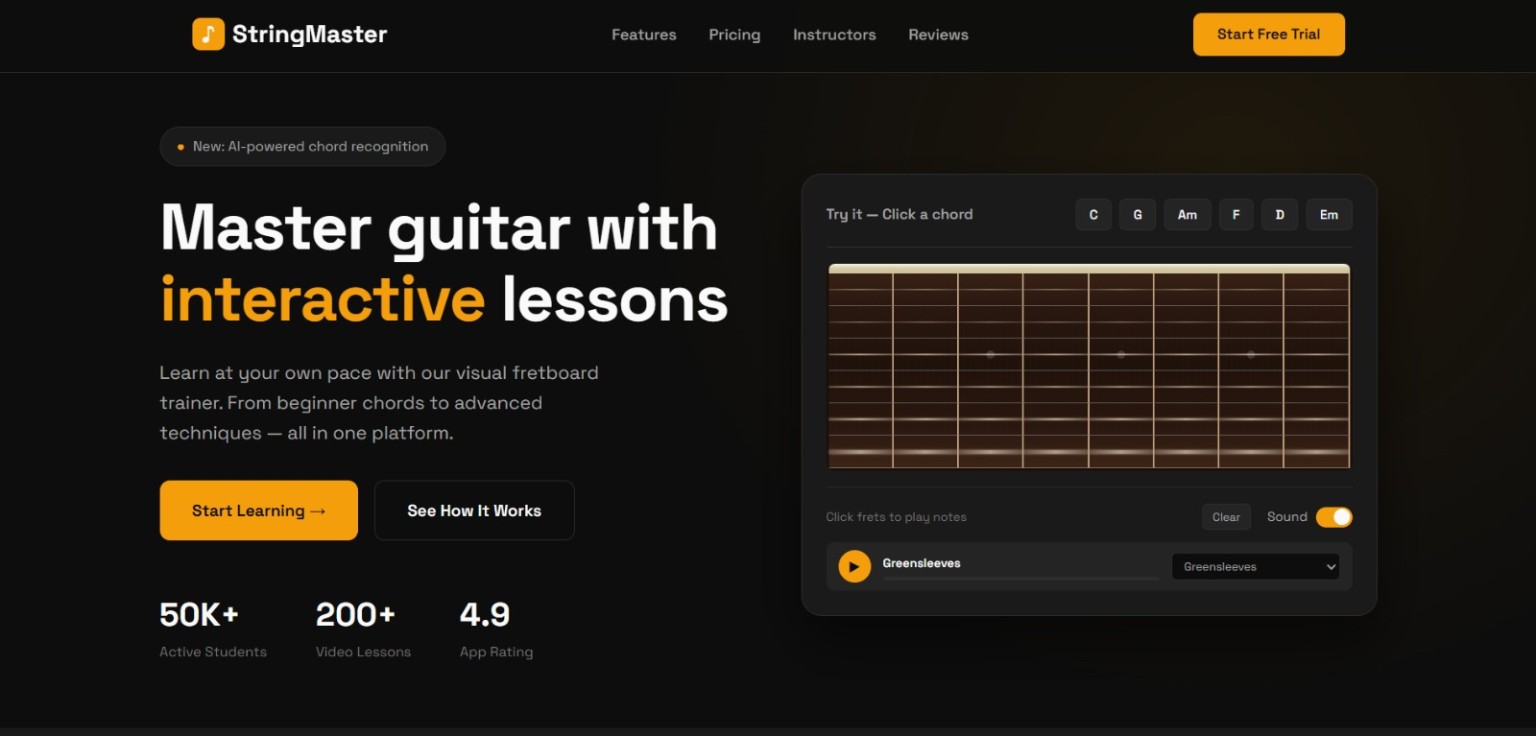 StringMaster
Features
Pricing
Instructors
Reviews
Start Free Trial
New: AI-powered chord recognition
Master guitar with
interactive lessons
Learn at your own pace with our visual fretboard
trainer. From beginner chords to advanced
techniques — all in one platform.
Start Learning →
See How It Works
50K+
Active Students
200+
Video Lessons
4.9
App Rating
Try it — Click a chord
C
G
Am
F
D
Em
Click frets to play notes
Clear
Sound
Greensleeves
Greensleeves